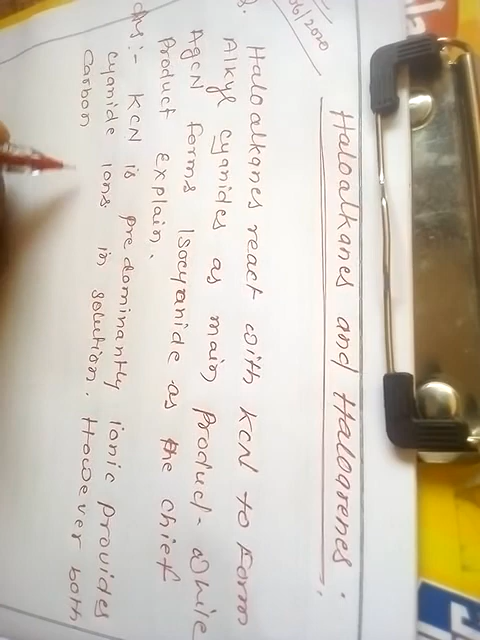 06/2020
Haloalkanes and Haloarenes:
Haloalkanes react with KCN to Form
Alkyl cyanides as main Product. While
AgCN forms Isocyanide as the chief
Product Explain.
Ans:- KCN is predominantly ionic provides
cyanide Ions in solution. However both
Carbon